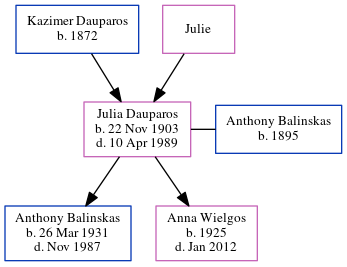 Kazimer Dauparos
b. 1872
Julie
Julia Dauparos
b. 22 Nov 1903
d. 10 Apr 1989
Anthony Balinskas
b. 1895
Anthony Balinskas
b. 26 Mar 1931
d. Nov 1987
Anna Wielgos
b. 1925
d. Jan 2012